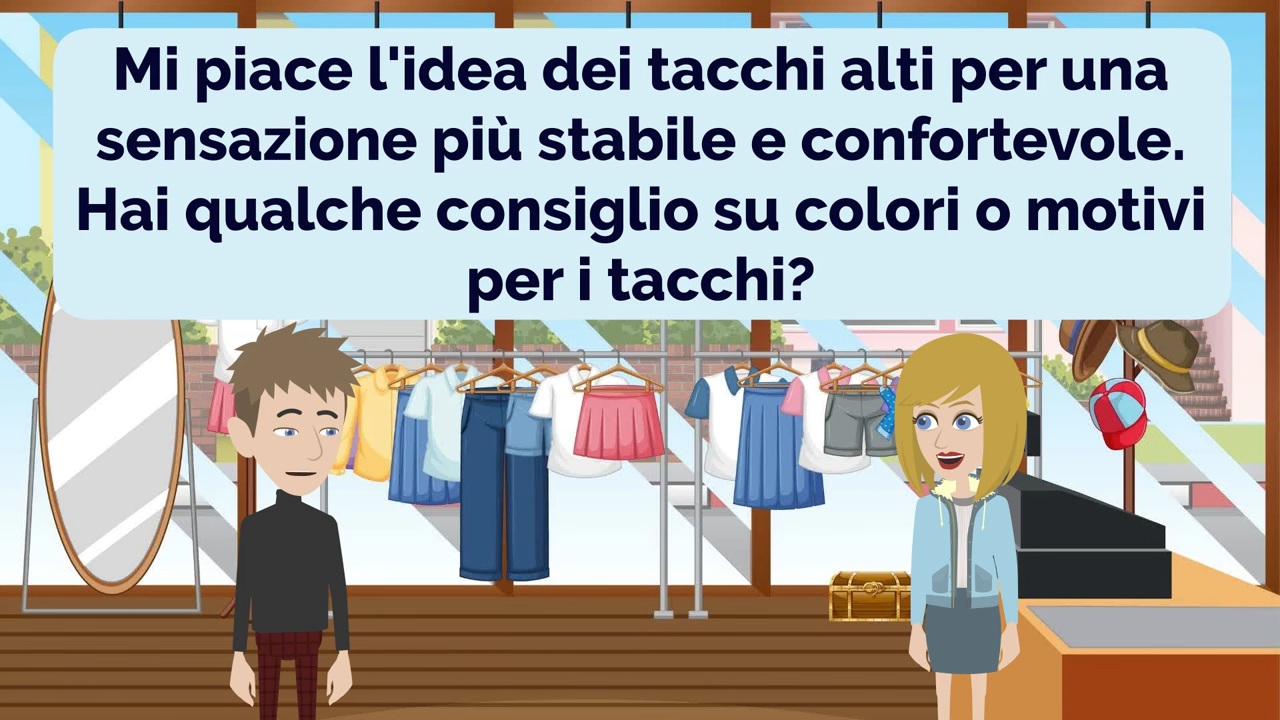 Mi piace l'idea dei tacchi alti per una
sensazione più stabile e confortevole.
Hai qualche consiglio su colori o motivi
per i tacchi?